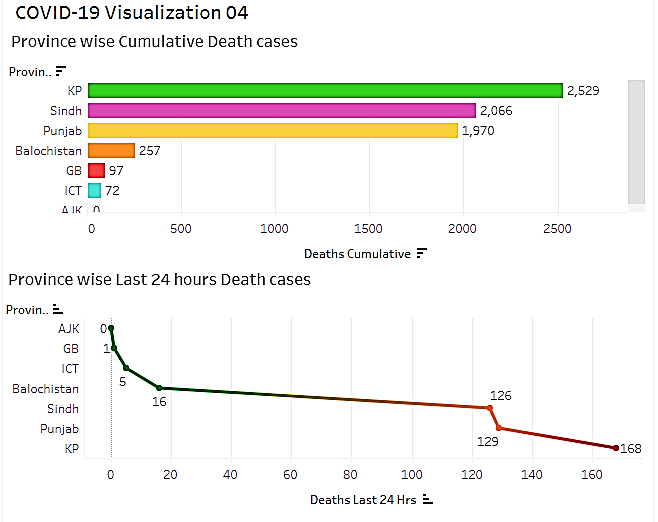 COVID-19 Visualization 04
Province wise Cumulative Death cases
Provin..
KP 2,529
Sindh 2,066
Punjab 1,970
Balochistan 257
GB 97
ICT 72
AJK 0
0 500 1000 1500 2000 2500
Deaths Cumulative
Province wise Last 24 hours Death cases
Provin..
AJK 0
GB 1
ICT 5
Balochistan 16
Sindh 126
Punjab 129
KP 168
0 20 40 60 80 100 120 140 160
Deaths Last 24 Hrs